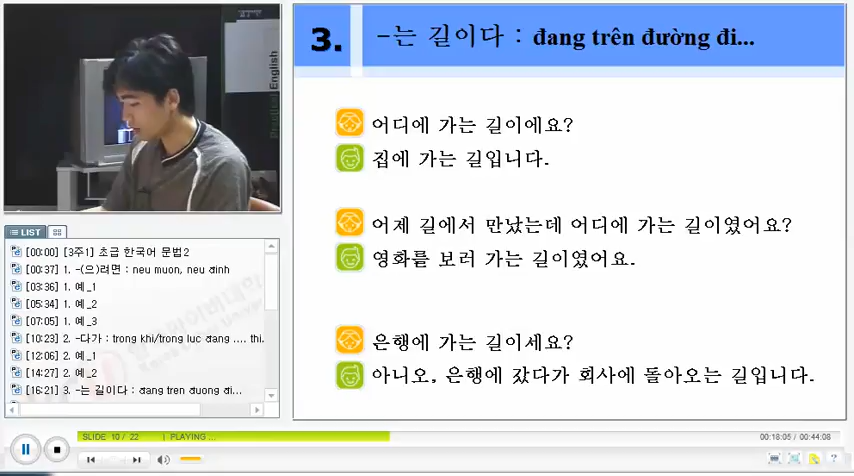 Practical English
3. -는 길이다 : đang trên đường đi...
어디에 가는 길이에요?
집에 가는 길입니다.
어제 길에서 만났는데 어디에 가는 길이였어요?
영화를 보러 가는 길이였어요.
은행에 가는 길이세요?
아니오, 은행에 갔다가 회사에 돌아오는 길입니다.
LIST
[00:00] [3주1] 초급 한국어 문법2
[00:37] 1. -(으)려면 : neu muon, neu dinh
[03:36] 1. 예_1
[05:34] 1. 예_2
[07:05] 1. 예_3
[10:23] 2. -다가 : trong khi/trong luc dang .... thi.
[12:06] 2. 예_1
[14:27] 2. 예_2
[16:21] 3. -는 길이다 : dang tren duong di...
SLIDE 10 / 22 | PLAYING ...
00:18:05 / 00:44:08